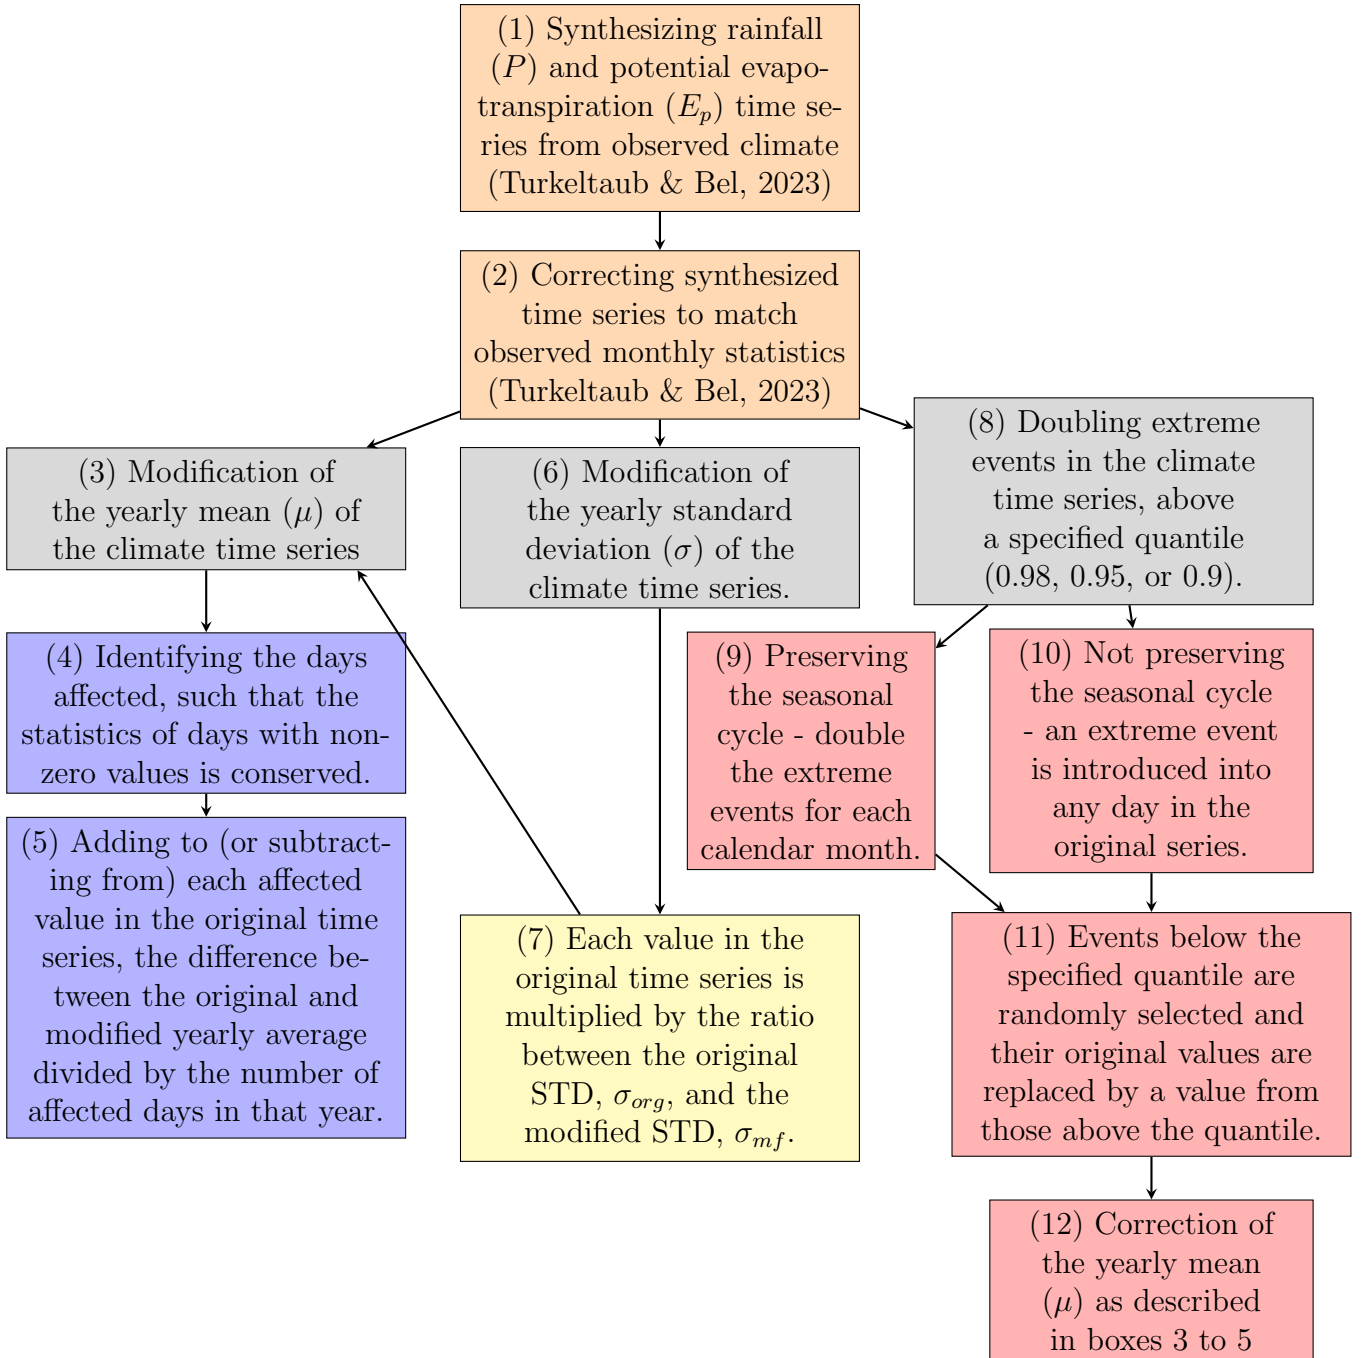 (1) Synthesizing rainfall
(P) and potential evapo-
transpiration (E_p) time se-
ries from observed climate
(Turkeltaub & Bel, 2023)
(2) Correcting synthesized
time series to match
observed monthly statistics
(Turkeltaub & Bel, 2023)
(3) Modification of
the yearly mean (μ) of
the climate time series
(4) Identifying the days
affected, such that the
statistics of days with non-
zero values is conserved.
(5) Adding to (or subtract-
ing from) each affected
value in the original time
series, the difference be-
tween the original and
modified yearly average
divided by the number of
affected days in that year.
(6) Modification of
the yearly standard
deviation (σ) of the
climate time series.
(7) Each value in the
original time series is
multiplied by the ratio
between the original
STD, σ_org, and the
modified STD, σ_mf.
(8) Doubling extreme
events in the climate
time series, above
a specified quantile
(0.98, 0.95, or 0.9).
(9) Preserving
the seasonal
cycle - double
the extreme
events for each
calendar month.
(10) Not preserving
the seasonal cycle
- an extreme event
is introduced into
any day in the
original series.
(11) Events below the
specified quantile are
randomly selected and
their original values are
replaced by a value from
those above the quantile.
(12) Correction of
the yearly mean
(μ) as described
in boxes 3 to 5